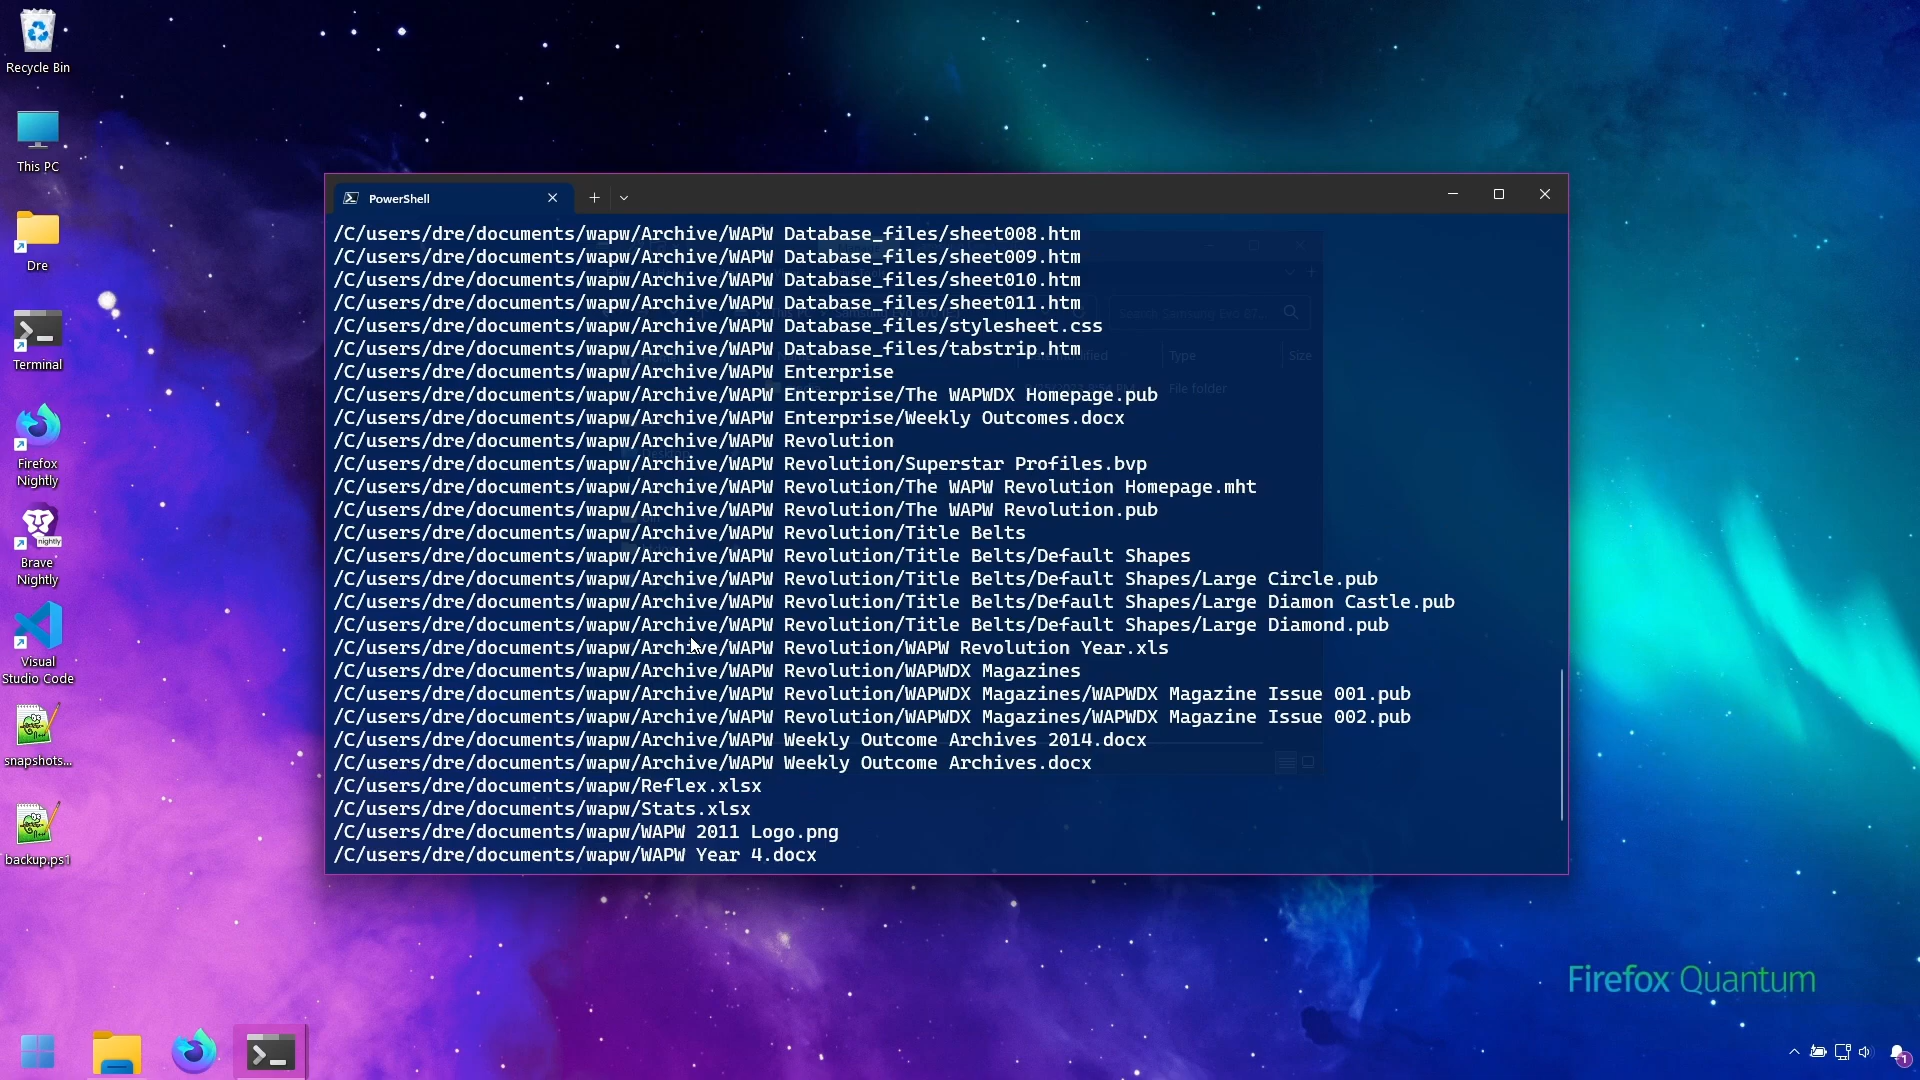 Recycle Bin
This PC
Dre
Terminal
Firefox
Nightly
nightly
Brave
Nightly
Visual
Studio Code
snapshots...
backup.ps1
PowerShell
/C/users/dre/documents/wapw/Archive/WAPW Database_files/sheet008.htm
/C/users/dre/documents/wapw/Archive/WAPW Database_files/sheet009.htm
/C/users/dre/documents/wapw/Archive/WAPW Database_files/sheet010.htm
/C/users/dre/documents/wapw/Archive/WAPW Database_files/sheet011.htm
/C/users/dre/documents/wapw/Archive/WAPW Database_files/stylesheet.css
/C/users/dre/documents/wapw/Archive/WAPW Database_files/tabstrip.htm
/C/users/dre/documents/wapw/Archive/WAPW Enterprise
/C/users/dre/documents/wapw/Archive/WAPW Enterprise/The WAPWDX Homepage.pub
/C/users/dre/documents/wapw/Archive/WAPW Enterprise/Weekly Outcomes.docx
/C/users/dre/documents/wapw/Archive/WAPW Revolution
/C/users/dre/documents/wapw/Archive/WAPW Revolution/Superstar Profiles.bvp
/C/users/dre/documents/wapw/Archive/WAPW Revolution/The WAPW Revolution Homepage.mht
/C/users/dre/documents/wapw/Archive/WAPW Revolution/The WAPW Revolution.pub
/C/users/dre/documents/wapw/Archive/WAPW Revolution/Title Belts
/C/users/dre/documents/wapw/Archive/WAPW Revolution/Title Belts/Default Shapes
/C/users/dre/documents/wapw/Archive/WAPW Revolution/Title Belts/Default Shapes/Large Circle.pub
/C/users/dre/documents/wapw/Archive/WAPW Revolution/Title Belts/Default Shapes/Large Diamon Castle.pub
/C/users/dre/documents/wapw/Archive/WAPW Revolution/Title Belts/Default Shapes/Large Diamond.pub
/C/users/dre/documents/wapw/Archive/WAPW Revolution/WAPW Revolution Year.xls
/C/users/dre/documents/wapw/Archive/WAPW Revolution/WAPWDX Magazines
/C/users/dre/documents/wapw/Archive/WAPW Revolution/WAPWDX Magazines/WAPWDX Magazine Issue 001.pub
/C/users/dre/documents/wapw/Archive/WAPW Revolution/WAPWDX Magazines/WAPWDX Magazine Issue 002.pub
/C/users/dre/documents/wapw/Archive/WAPW Weekly Outcome Archives 2014.docx
/C/users/dre/documents/wapw/Archive/WAPW Weekly Outcome Archives.docx
/C/users/dre/documents/wapw/Reflex.xlsx
/C/users/dre/documents/wapw/Stats.xlsx
/C/users/dre/documents/wapw/WAPW 2011 Logo.png
/C/users/dre/documents/wapw/WAPW Year 4.docx
Type
Size
File folder
Firefox Quantum
1